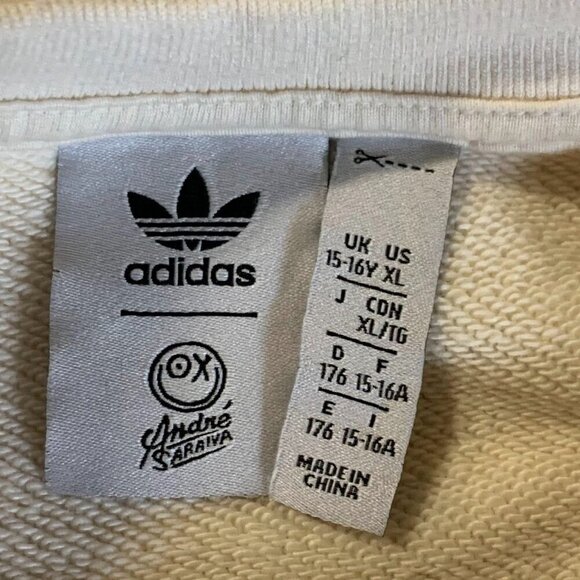 adidas
OX
André
SARAIVA
UK US
15-16Y XL
J CDN
XL/TG
D F
176 15-16A
E I
176 15-16A
MADE IN
CHINA